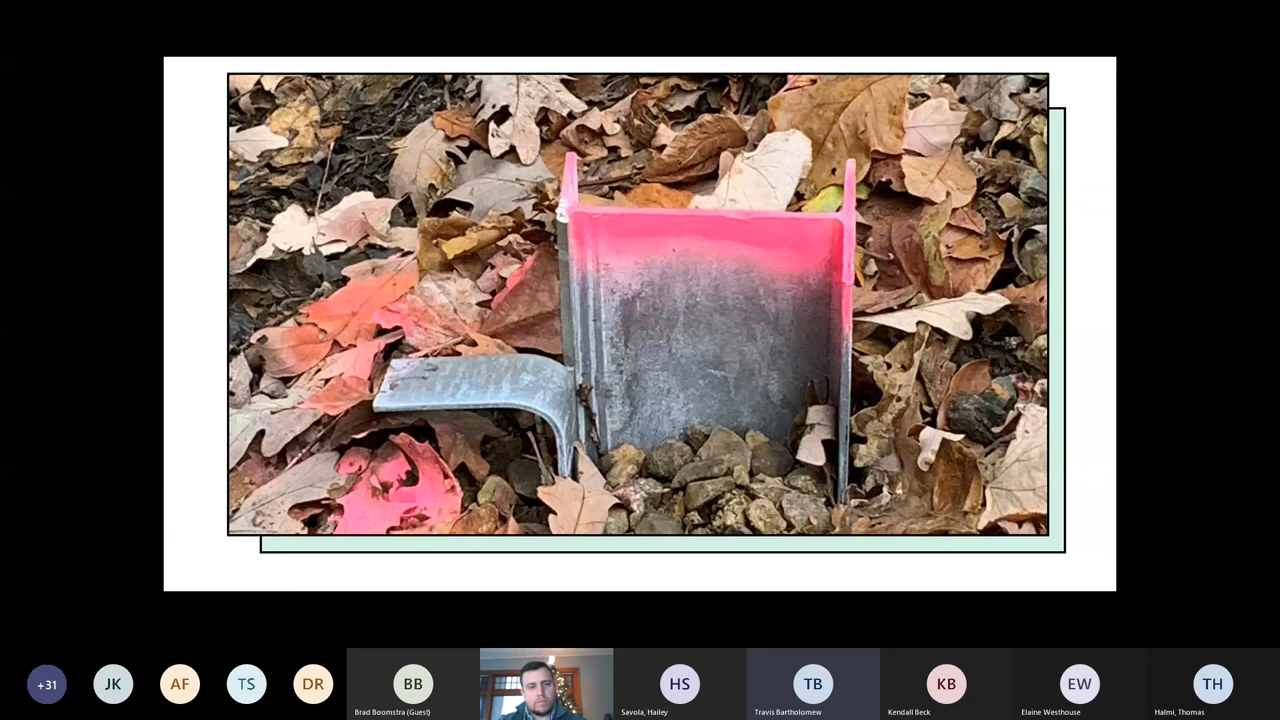 +31
JK
AF
TS
DR
BB
HS
TB
KB
EW
TH
Brad Boomstra (Guest)
Savola, Hailey
Travis Bartholomew
Kendall Beck
Elaine Westhouse
Halmi, Thomas